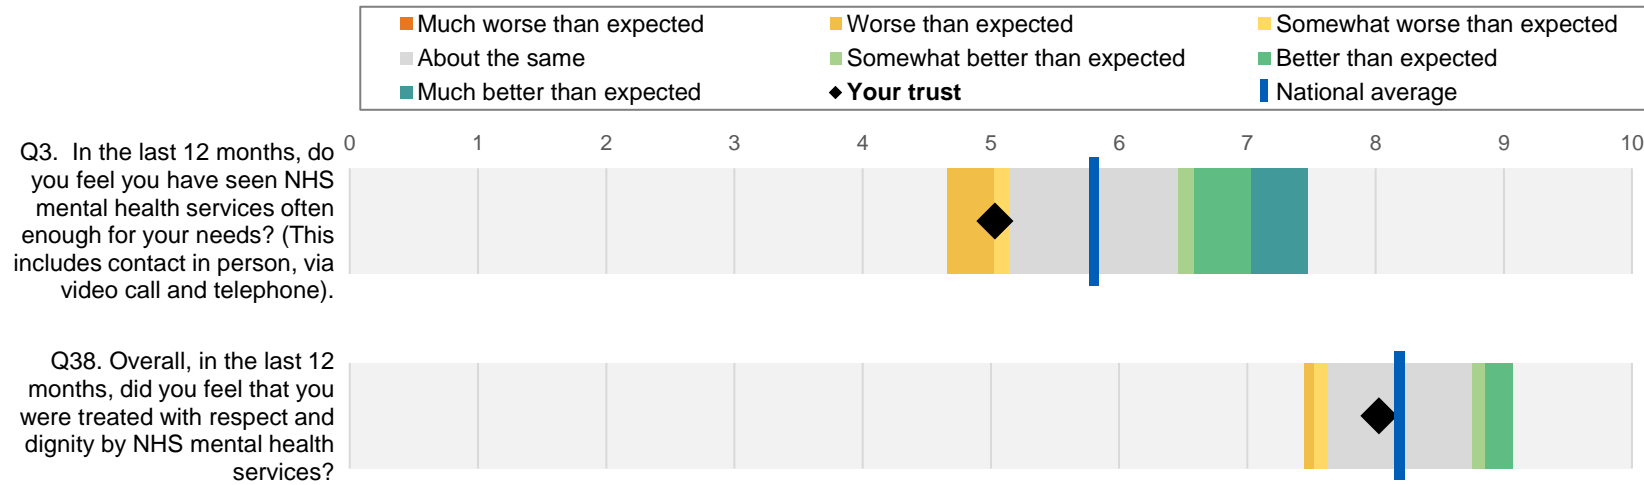 Much worse than expected
Worse than expected
Somewhat worse than expected
About the same
Somewhat better than expected
Better than expected
Much better than expected
Your trust
National average
0 1 2 3 4 5 6 7 8 9 10
Q3. In the last 12 months, do
you feel you have seen NHS
mental health services often
enough for your needs? (This
includes contact in person, via
video call and telephone).
Q38. Overall, in the last 12
months, did you feel that you
were treated with respect and
dignity by NHS mental health
services?